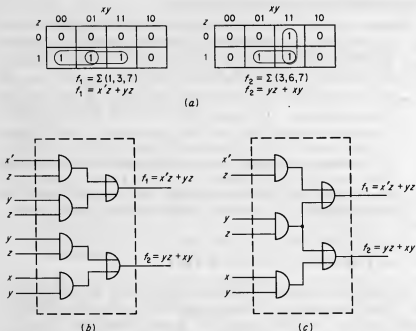 xy
z 00 01 11 10
0 0 0 0 0
1 1 1 1 0
f₁ = Σ(1,3,7)
f₁ = x'z + yz
xy
z 00 01 11 10
0 0 0 1 0
1 0 1 1 0
f₂ = Σ(3,6,7)
f₂ = yz + xy
(a)
x'
z
f₁ = x'z + yz
y
z
y
z
f₂ = yz + xy
x
y
(b)
x'
z
f₁ = x'z + yz
y
z
f₂ = yz + xy
x
y
(c)